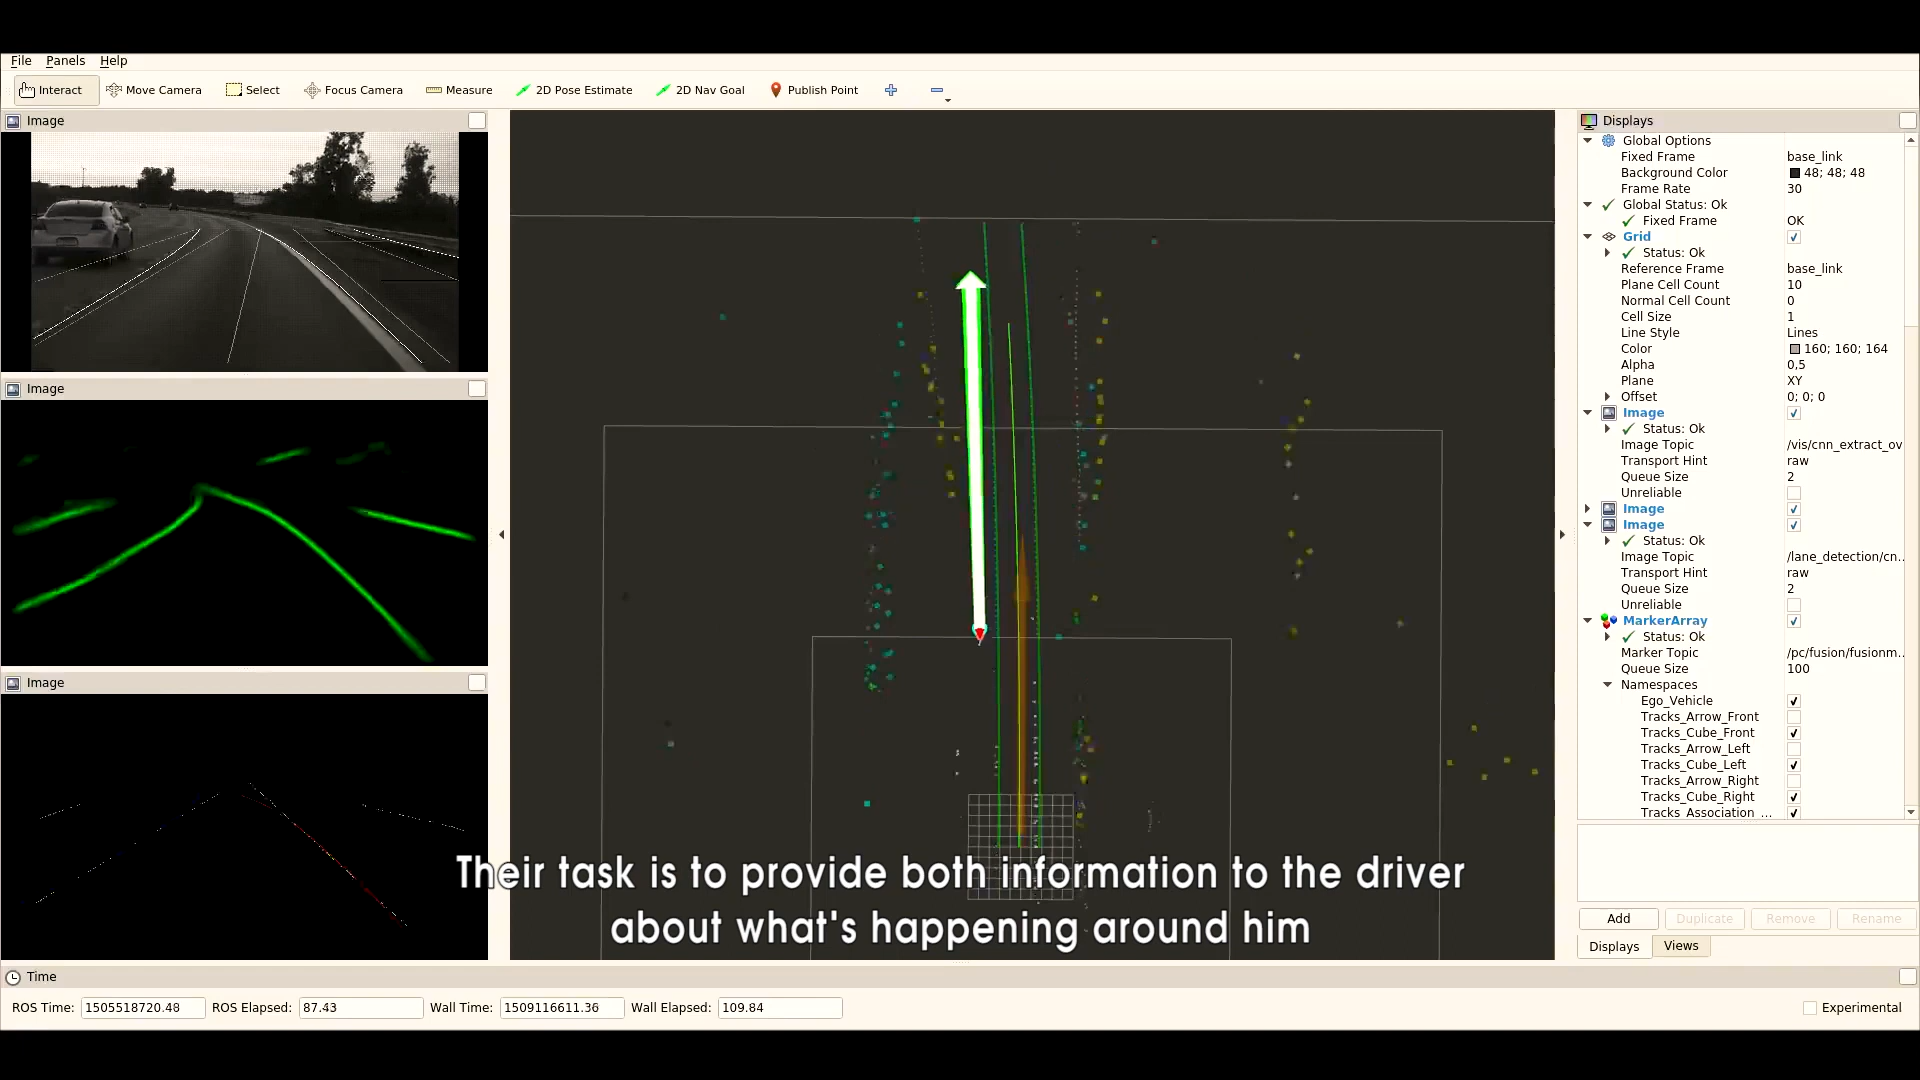 File Panels Help
Interact Move Camera Select Focus Camera Measure 2D Pose Estimate 2D Nav Goal Publish Point
Image
Image
Image
Displays
Global Options
Fixed Frame base_link
Background Color 48; 48; 48
Frame Rate 30
Global Status: Ok
Fixed Frame OK
Grid
Status: Ok
Reference Frame base_link
Plane Cell Count 10
Normal Cell Count 0
Cell Size 1
Line Style Lines
Color 160; 160; 164
Alpha 0,5
Plane XY
Offset 0; 0; 0
Image
Status: Ok
Image Topic /vis/cnn_extract_ov
Transport Hint raw
Queue Size 2
Unreliable
Image
Image
Status: Ok
Image Topic /lane_detection/cn...
Transport Hint raw
Queue Size 2
Unreliable
MarkerArray
Status: Ok
Marker Topic /pc/fusion/fusionm...
Queue Size 100
Namespaces
Ego_Vehicle
Tracks_Arrow_Front
Tracks_Cube_Front
Tracks_Arrow_Left
Tracks_Cube_Left
Tracks_Arrow_Right
Tracks_Cube_Right
Tracks_Association_...
Add Duplicate Remove Rename
Displays Views
Their task is to provide both information to the driver
about what's happening around him
Time
ROS Time: 1505518720.48 ROS Elapsed: 87.43 Wall Time: 1509116611.36 Wall Elapsed: 109.84 Experimental